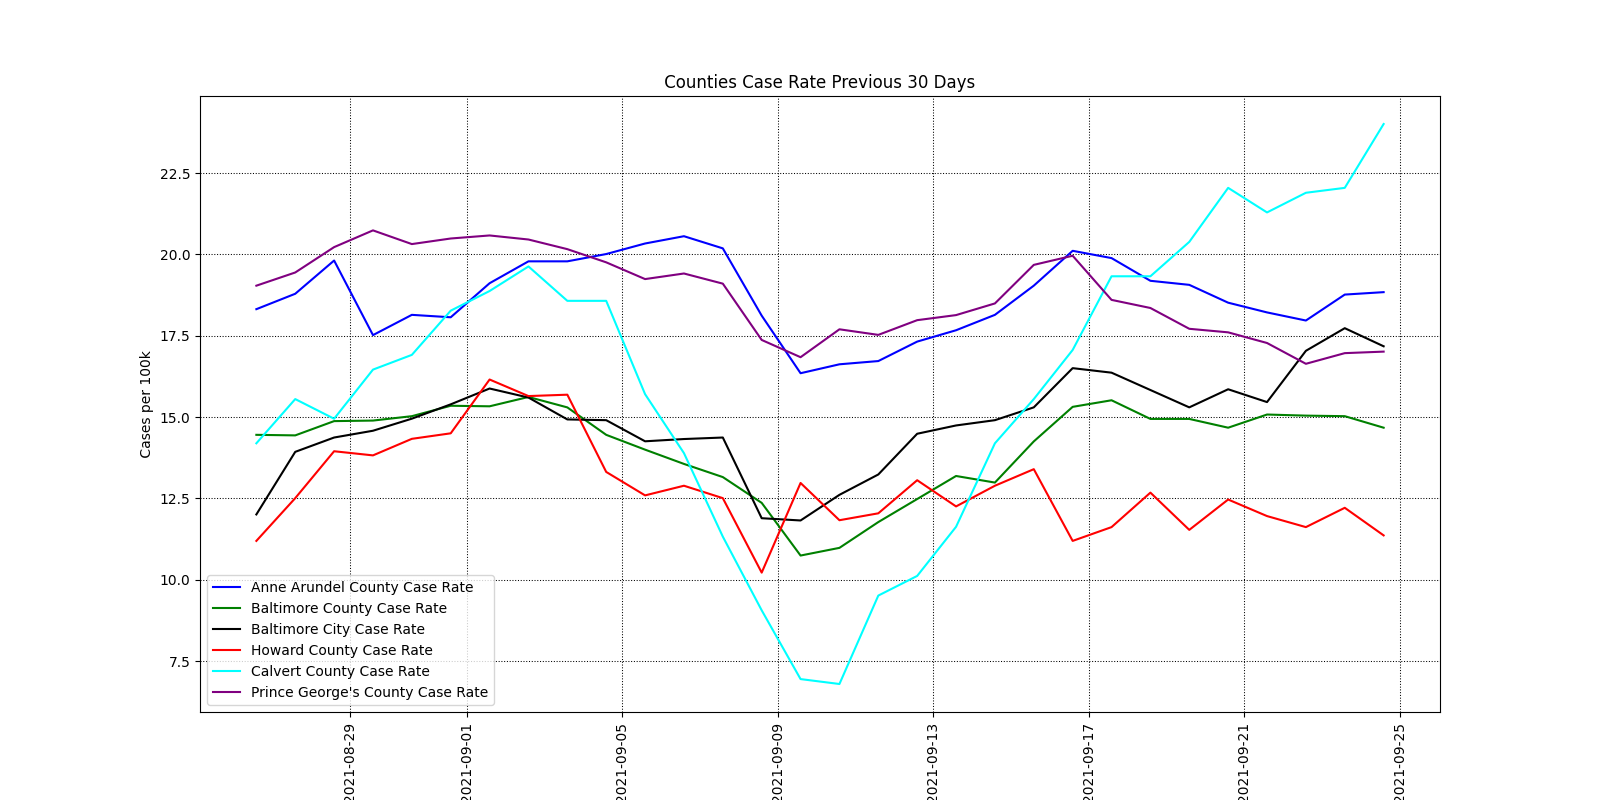 Counties Case Rate Previous 30 Days
Cases per 100k
22.5
20.0
17.5
15.0
12.5
10.0
7.5
Anne Arundel County Case Rate
Baltimore County Case Rate
Baltimore City Case Rate
Howard County Case Rate
Calvert County Case Rate
Prince George's County Case Rate
2021-08-29
2021-09-01
2021-09-05
2021-09-09
2021-09-13
2021-09-17
2021-09-21
2021-09-25